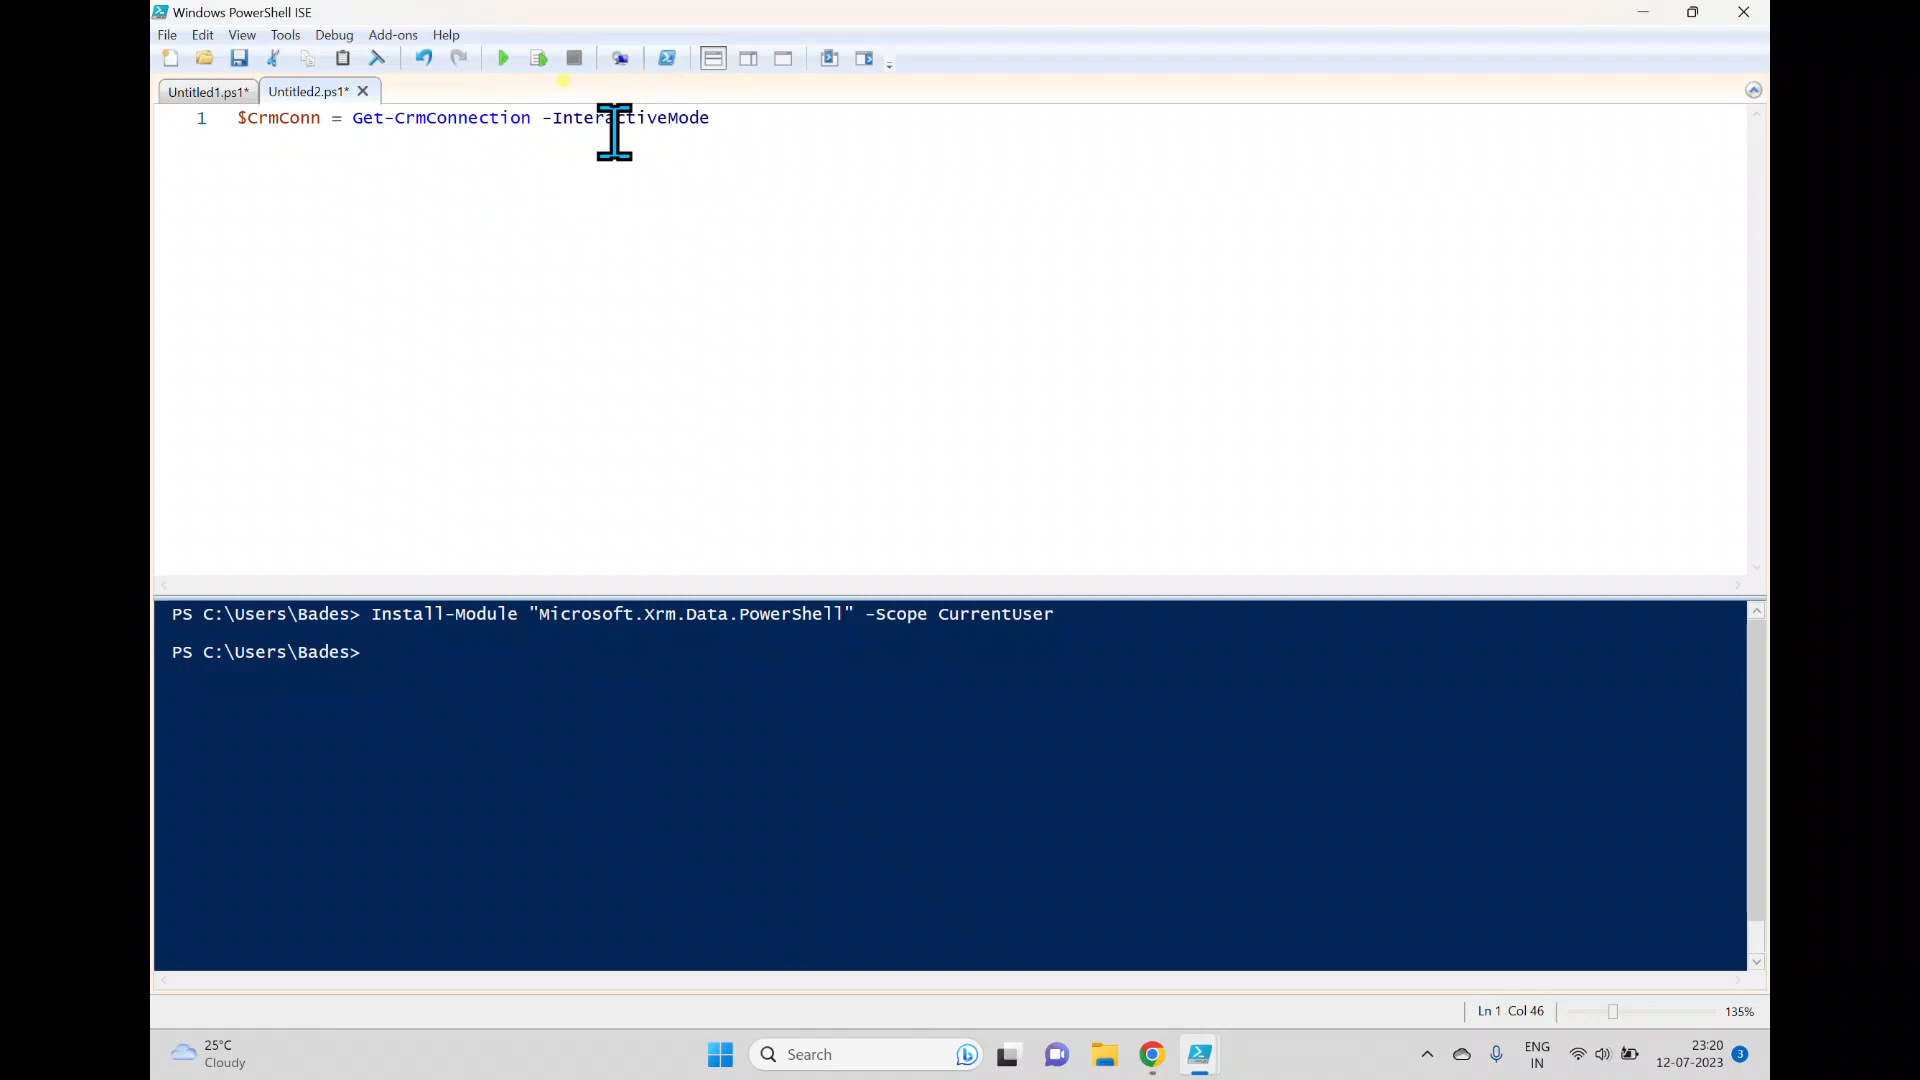 Windows PowerShell ISE
File Edit View Tools Debug Add-ons Help
Untitled1.ps1* Untitled2.ps1*
1 $CrmConn = Get-CrmConnection -InteractiveMode
PS C:\Users\Bades> Install-Module "Microsoft.Xrm.Data.PowerShell" -Scope CurrentUser
PS C:\Users\Bades>
Ln 1 Col 46 135%
25°C
Cloudy
Search
ENG
IN
23:20
12-07-2023
3